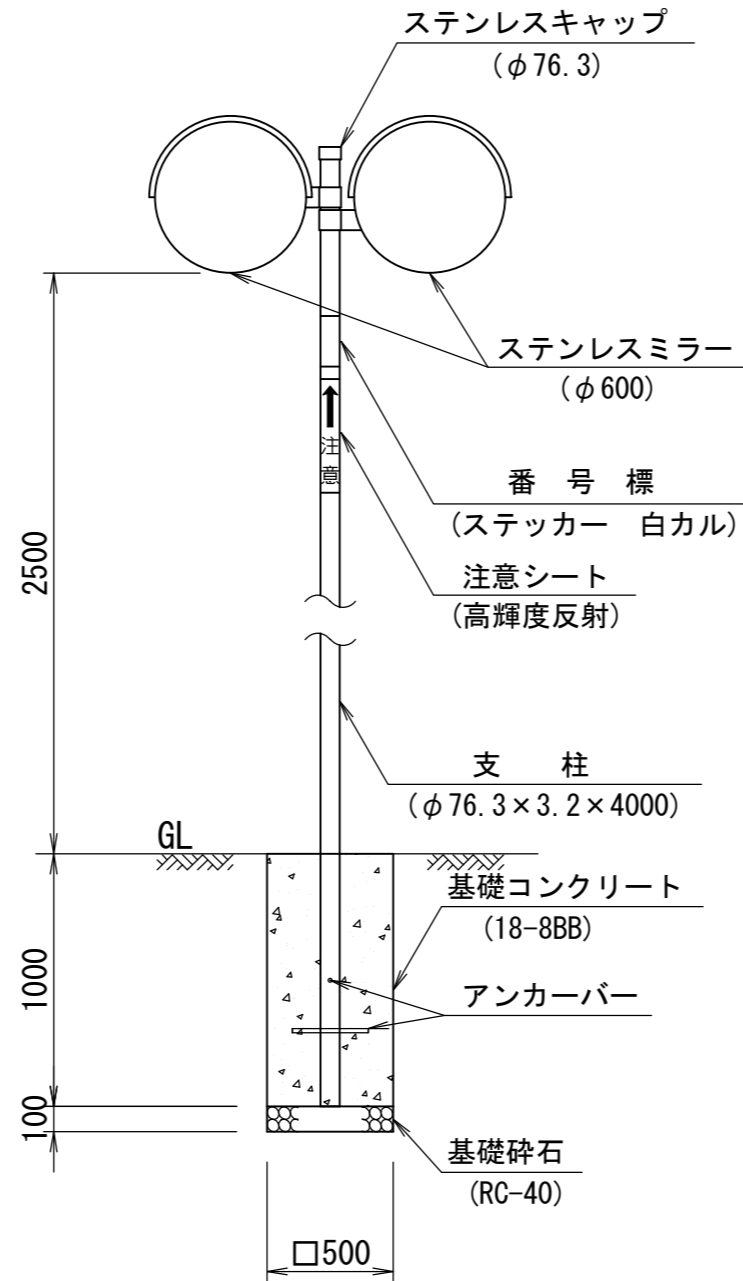 ステンレスキャップ
(φ76.3)
ステンレスミラー
(φ600)
注意
番　号　標
(ステッカー　白カル)
注意シート
(高輝度反射)
2500
支　　柱
(φ76.3×3.2×4000)
GL
基礎コンクリート
(18-8BB)
アンカーバー
1000
100
基礎砕石
(RC-40)
□500